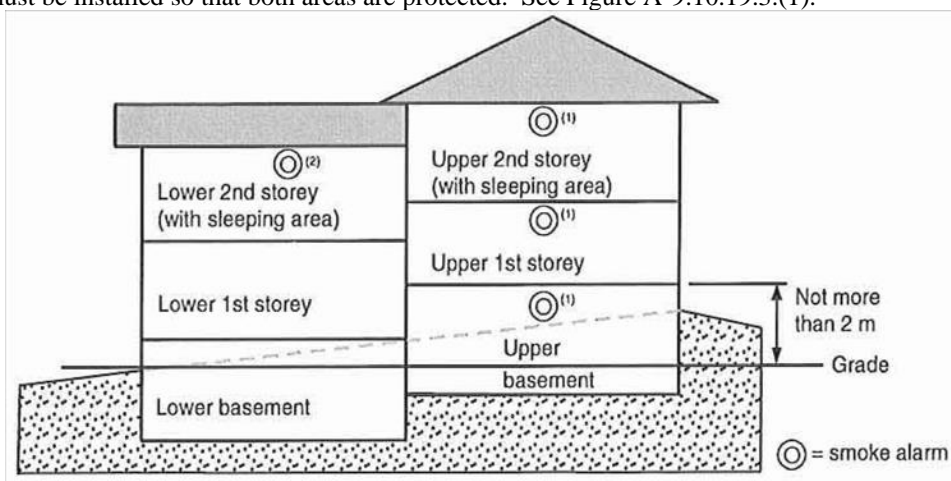 must be installed so that both areas are protected. See Figure A-9.10.19.3.(1).
(1)
(2)
Upper 2nd storey
(with sleeping area)
Lower 2nd storey
(with sleeping area)
(1)
Upper 1st storey
Lower 1st storey
(1)
Not more
than 2 m
Upper
Grade
basement
Lower basement
= smoke alarm